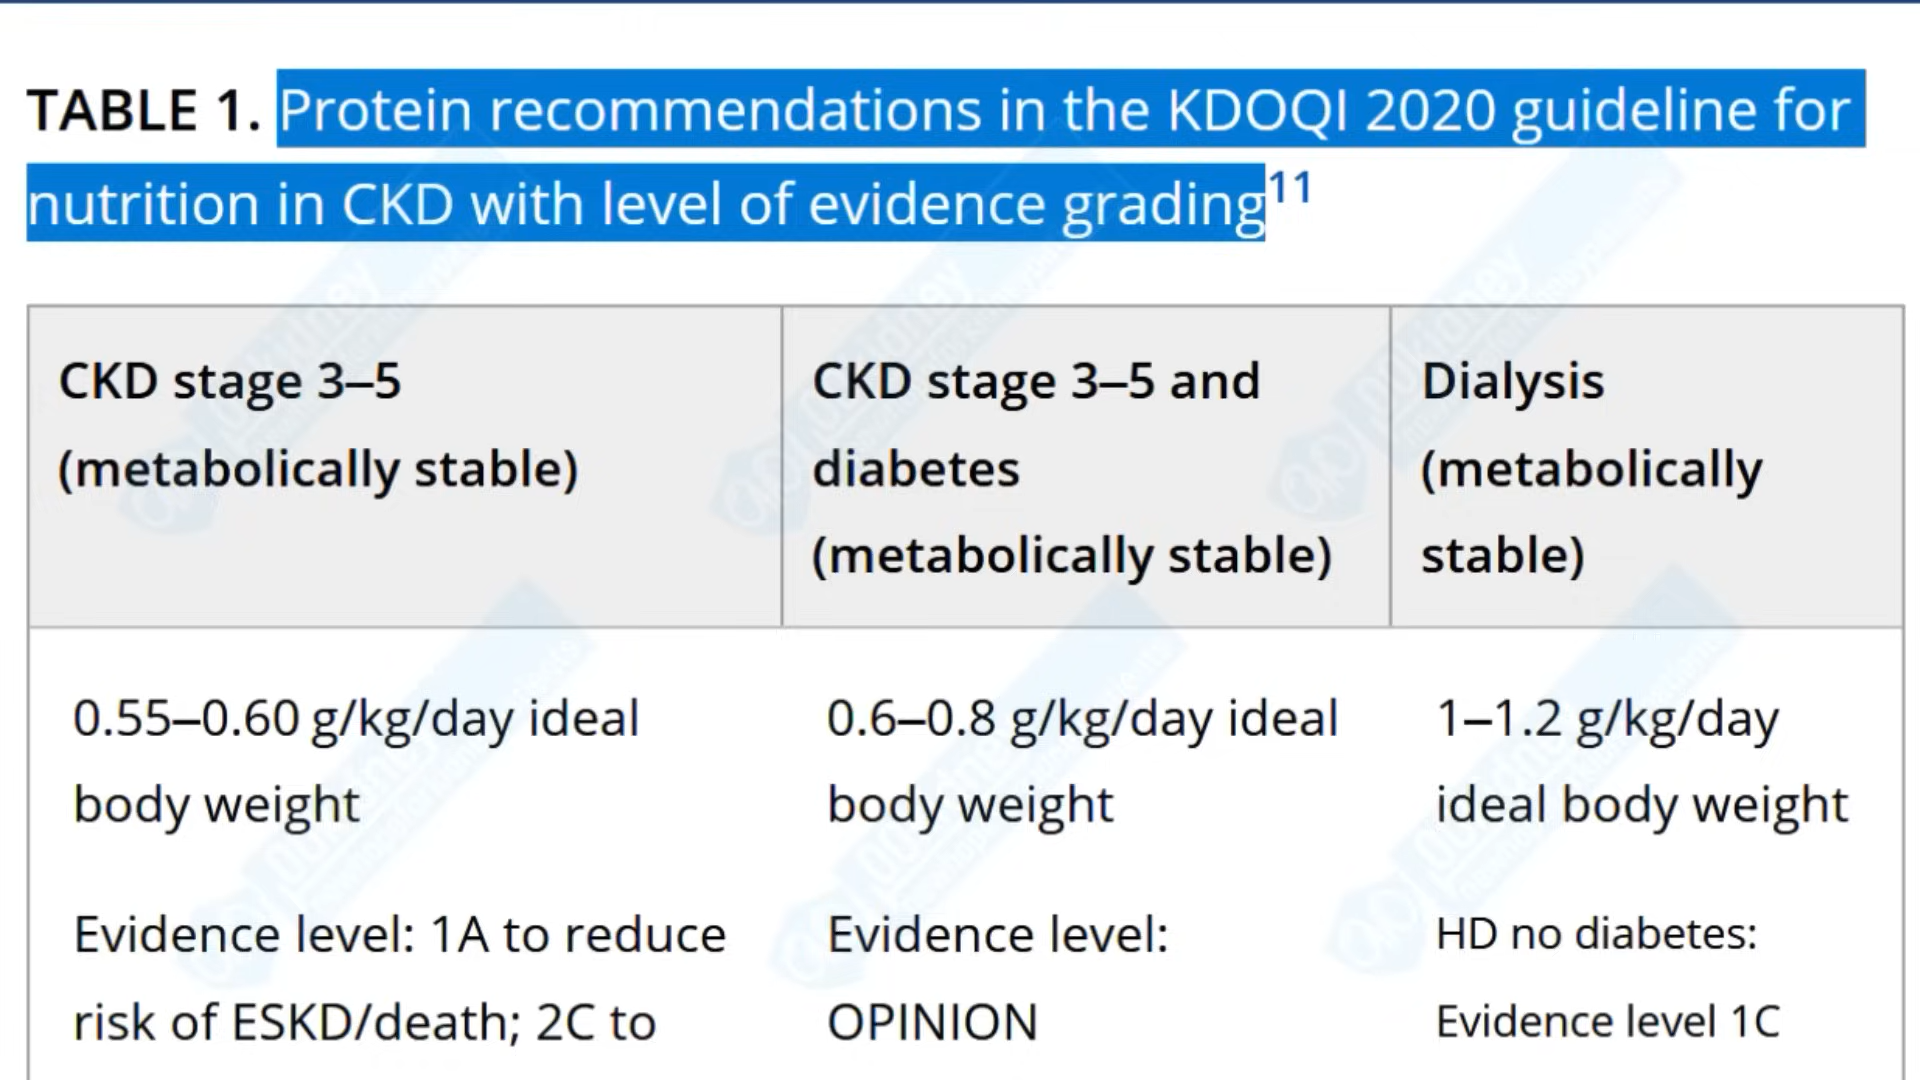 TABLE 1. Protein recommendations in the KDOQI 2020 guideline for
nutrition in CKD with level of evidence grading11
CKD stage 3–5
(metabolically stable)
CKD stage 3–5 and
diabetes
(metabolically stable)
Dialysis
(metabolically
stable)
0.55–0.60 g/kg/day ideal
body weight
Evidence level: 1A to reduce
risk of ESKD/death; 2C to
0.6–0.8 g/kg/day ideal
body weight
Evidence level:
OPINION
1–1.2 g/kg/day
ideal body weight
HD no diabetes:
Evidence level 1C